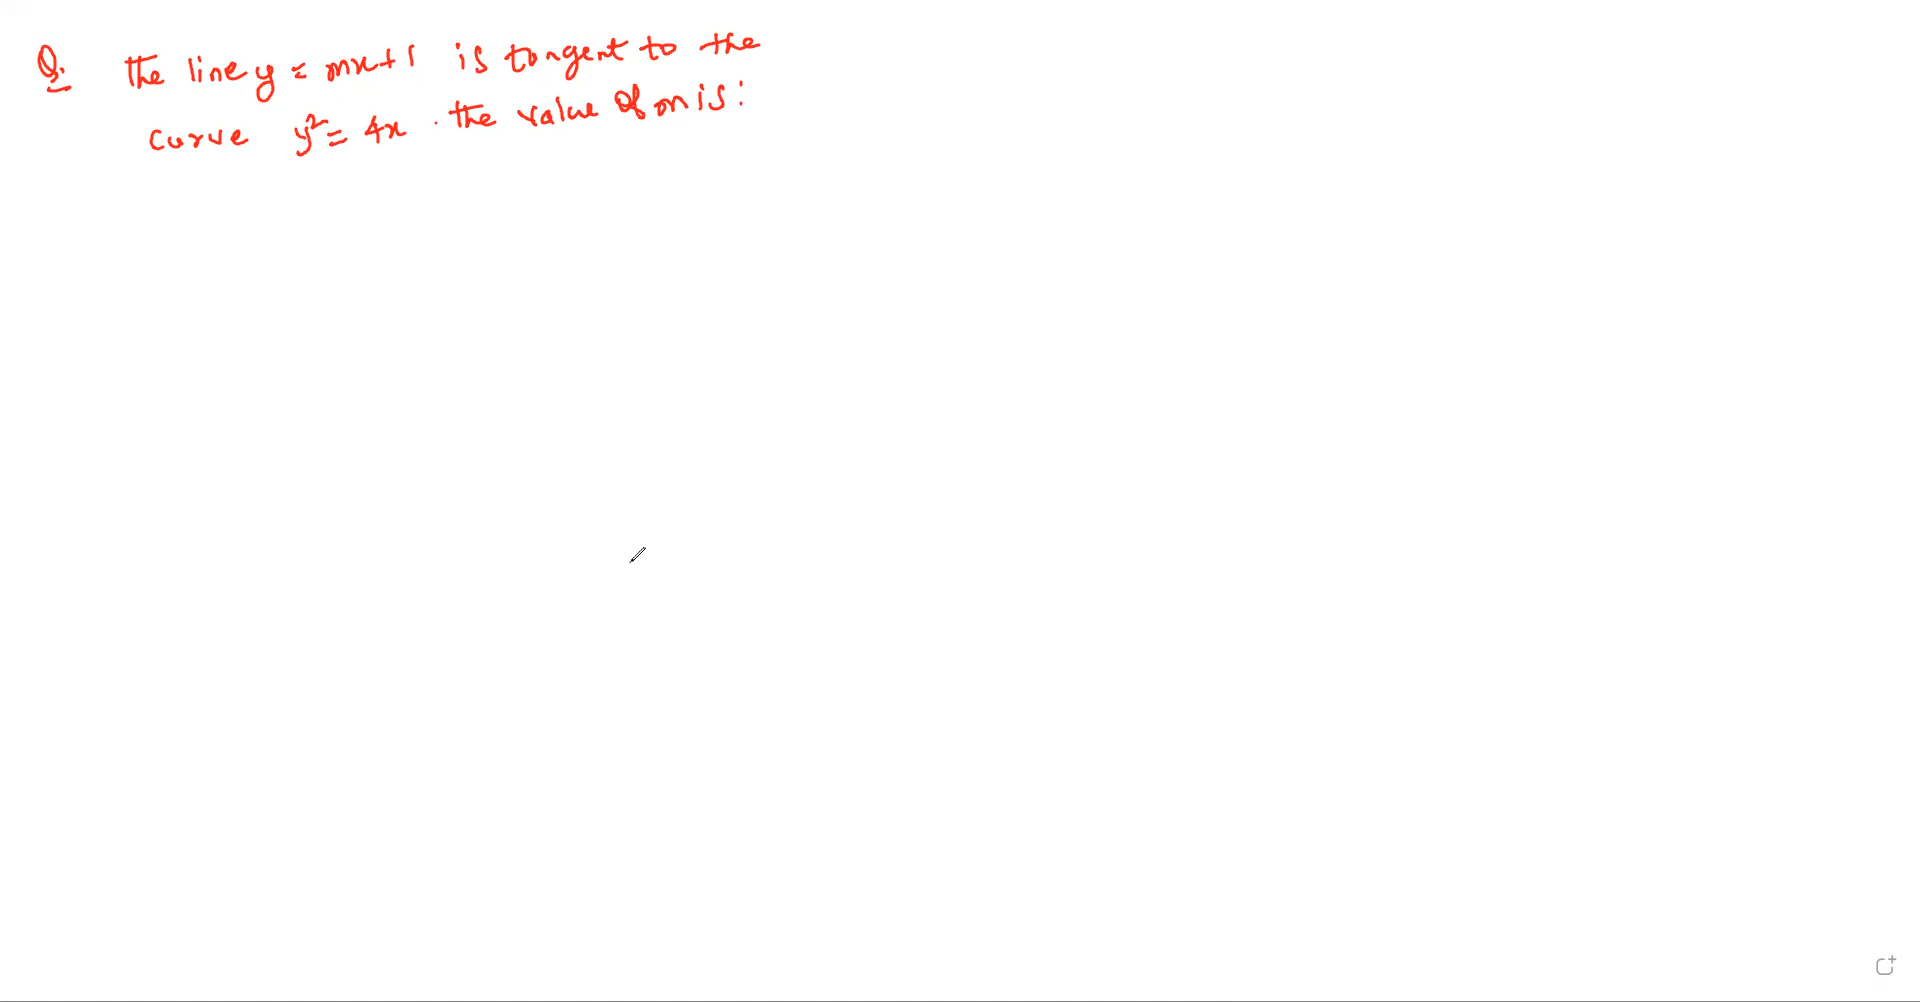 Q. The line y = mx+1 is tangent to the
curve y² = 4x . The value of m is :